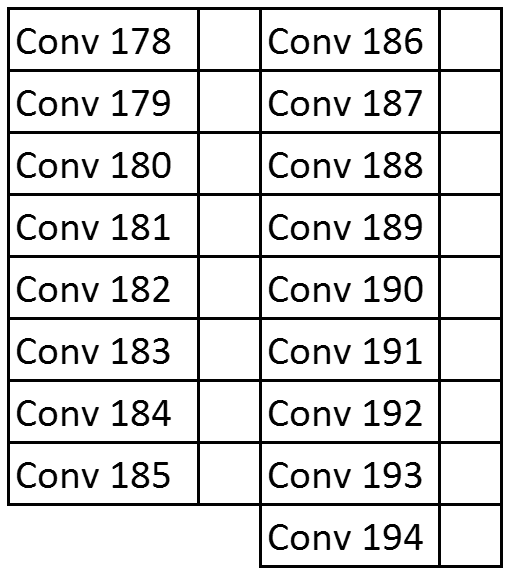 Conv 178 Conv 186
Conv 179 Conv 187
Conv 180 Conv 188
Conv 181 Conv 189
Conv 182 Conv 190
Conv 183 Conv 191
Conv 184 Conv 192
Conv 185 Conv 193
Conv 194